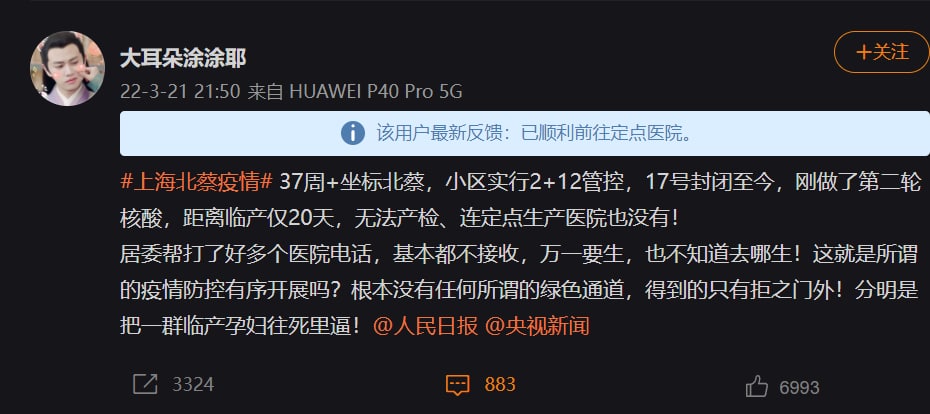 大耳朵涂涂耶
+关注
22-3-21 21:50 来自 HUAWEI P40 Pro 5G
该用户最新反馈：已顺利前往定点医院。
#上海北蔡疫情# 37周+坐标北蔡，小区实行2+12管控，17号封闭至今，刚做了第二轮
核酸，距离临产仅20天，无法产检、连定点生产医院也没有！
居委帮打了好多个医院电话，基本都不接收，万一要生，也不知道去哪生！这就是所谓
的疫情防控有序开展吗？根本没有任何所谓的绿色通道，得到的只有拒之门外！分明是
把一群临产孕妇往死里逼！@人民日报 @央视新闻
3324
883
6993